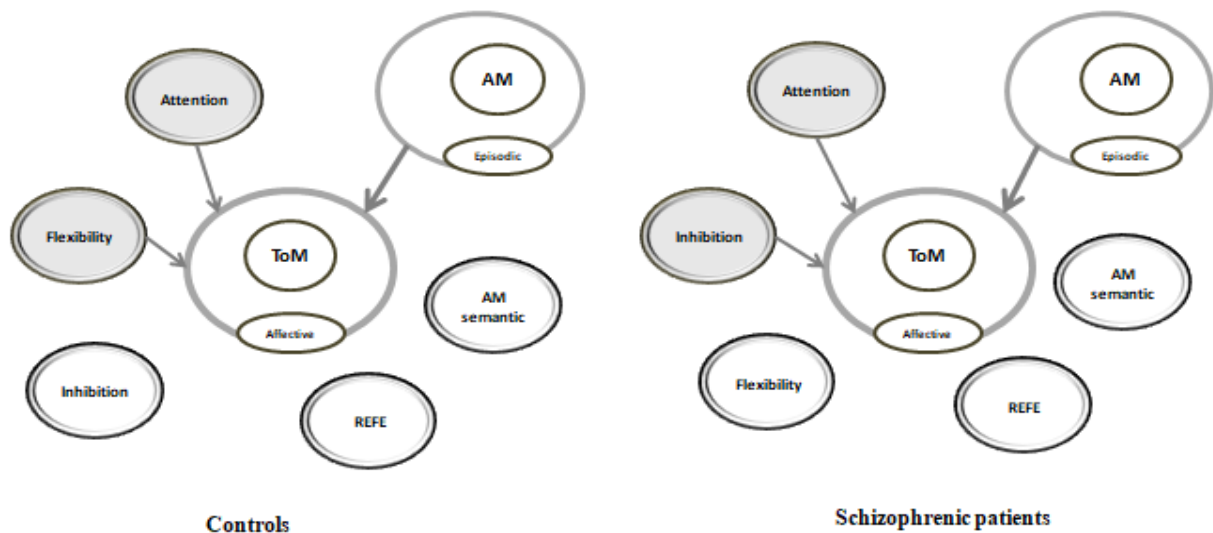 Attention
AM
Episodic
Flexibility
ToM
AM
semantic
Affective
Inhibition
REFE
Controls
Attention
AM
Episodic
Inhibition
ToM
AM
semantic
Affective
Flexibility
REFE
Schizophrenic patients